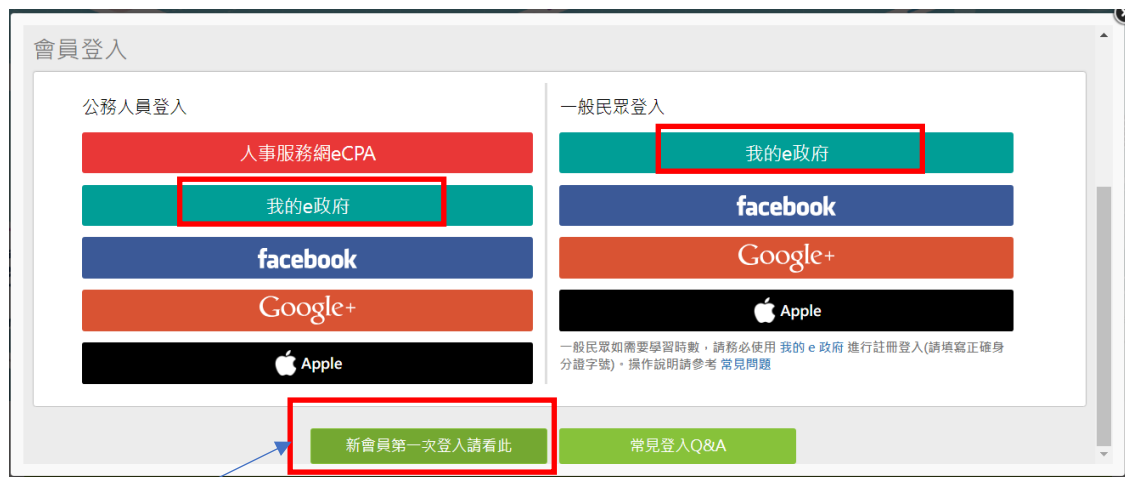 會員登入
公務人員登入
人事服務網eCPA
我的e政府
facebook
Google+
Apple
一般民眾登入
我的e政府
facebook
Google+
Apple
一般民眾如需要學習時數，請務必使用 我的 e 政府 進行註冊登入(請填寫正確身
分證字號)，操作說明請參考 常見問題
新會員第一次登入請看此
常見登入Q&A